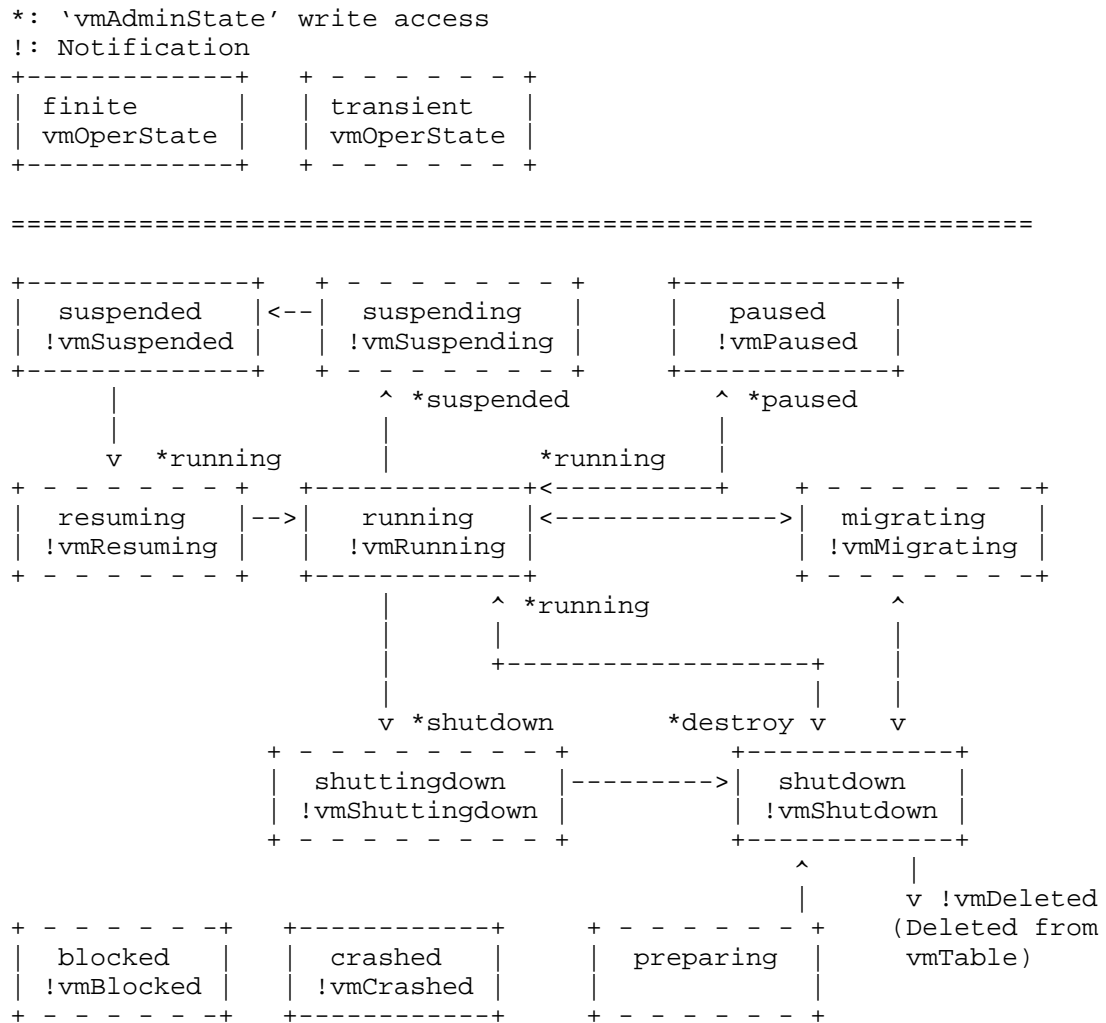 *: ‘vmAdminState’ write access
!: Notification
finite transient
vmOperState vmOperState
suspended suspending paused
!vmSuspended !vmSuspending !vmPaused
*suspended *paused
*running *running
resuming running migrating
!vmResuming !vmRunning !vmMigrating
*running
*shutdown *destroy
shuttingdown shutdown
!vmShuttingdown !vmShutdown
!vmDeleted
(Deleted from
blocked crashed preparing vmTable)
!vmBlocked !vmCrashed